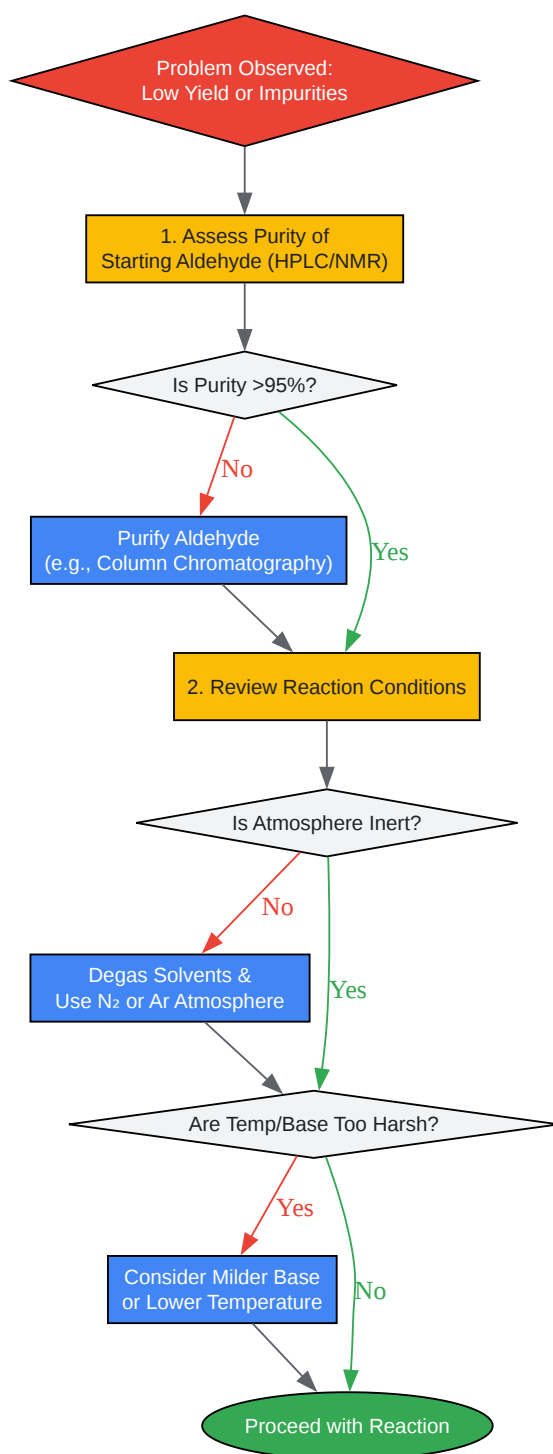 Problem Observed:
Low Yield or Impurities
1. Assess Purity of
Starting Aldehyde (HPLC/NMR)
Is Purity >95%?
No
Purify Aldehyde
(e.g., Column Chromatography)
Yes
2. Review Reaction Conditions
Is Atmosphere Inert?
No
Degas Solvents &
Use N₂ or Ar Atmosphere
Yes
Are Temp/Base Too Harsh?
Yes
Consider Milder Base
or Lower Temperature
No
Proceed with Reaction